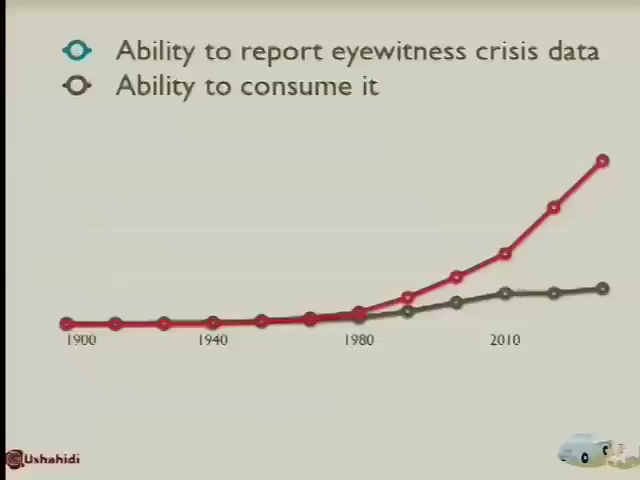 Ability to report eyewitness crisis data
Ability to consume it
1900 1940 1980 2010
Ushahidi